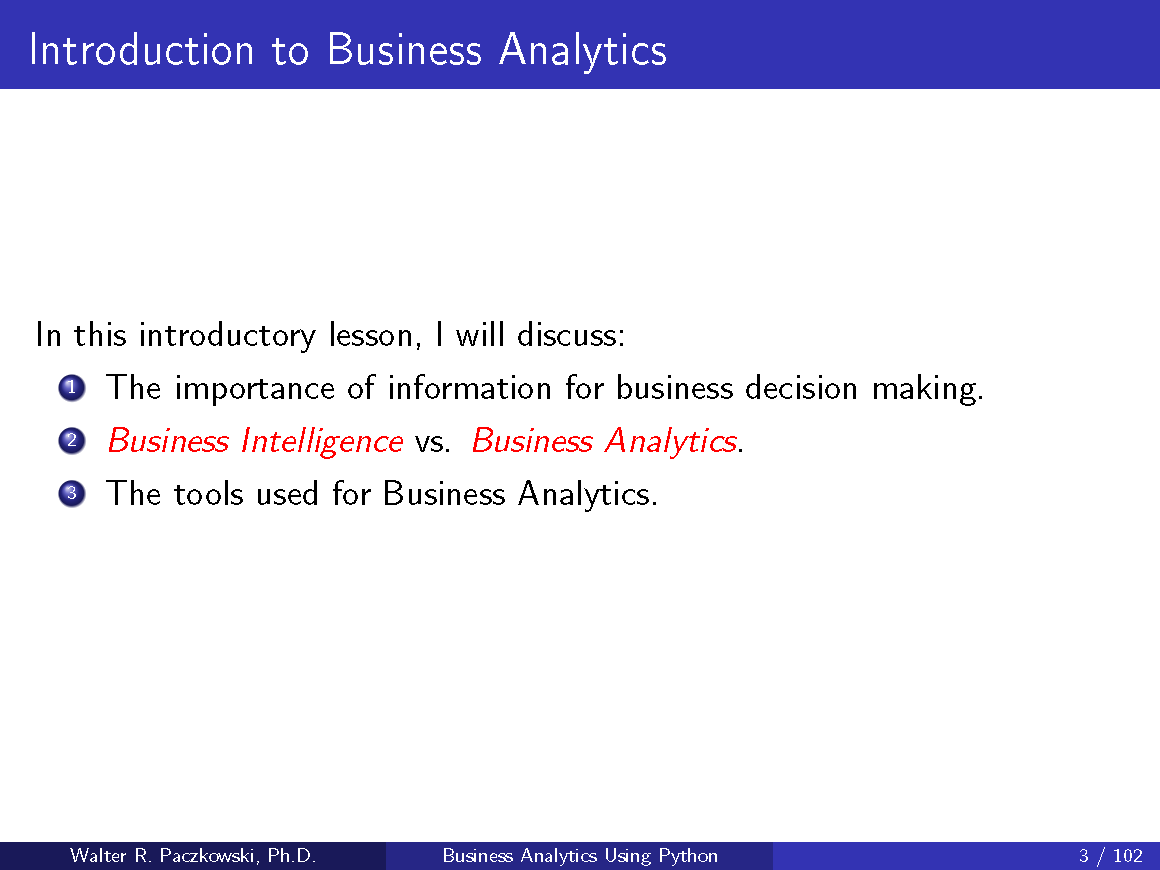 Introduction to Business Analytics
In this introductory lesson, I will discuss:
1 The importance of information for business decision making.
2 Business Intelligence vs. Business Analytics.
3 The tools used for Business Analytics.
Walter R. Paczkowski, Ph.D. Business Analytics Using Python 3 / 102